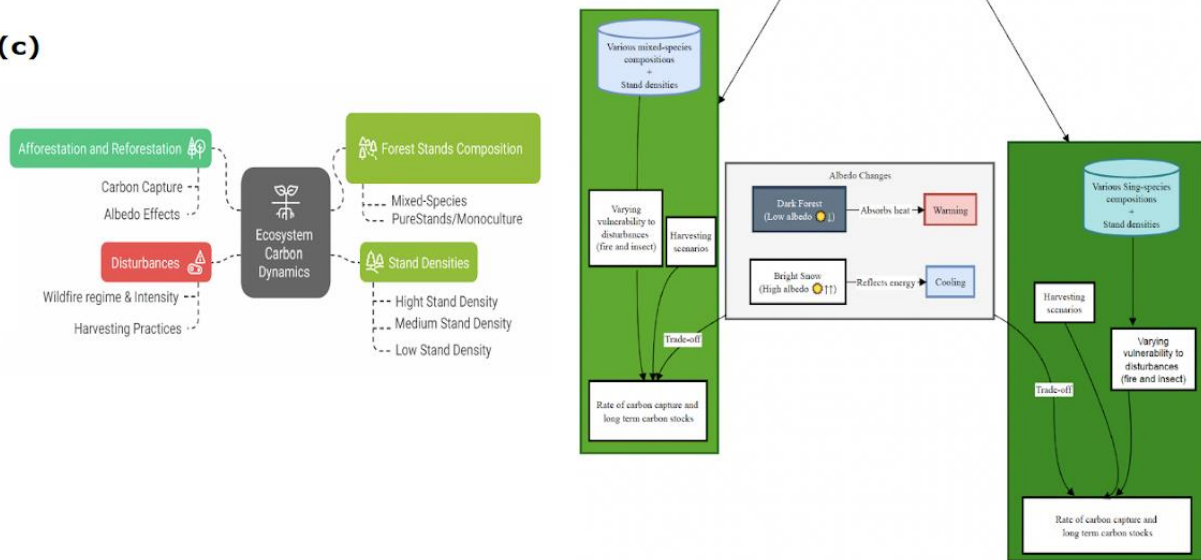 (c)
Afforestation and Reforestation
Carbon Capture
Albedo Effects
Disturbances
Wildfire regime & Intensity
Harvesting Practices
Ecosystem
Carbon
Dynamics
Forest Stands Composition
Mixed-Species
PureStands/Monoculture
Stand Densities
Hight Stand Density
Medium Stand Density
Low Stand Density
Various mixed-species
compositions
+
Stand densities
Varying
vulnerability to
disturbances
(fire and insect)
Harvesting
scenarios
Trade-off
Rate of carbon capture and
long term carbon stocks
Albedo Changes
Dark Forest
(Low albedo ☀️↓)
Absorbs heat
Warming
Bright Snow
(High albedo ☀️↑↑)
Reflects energy
Cooling
Various Sing-species
compositions
+
Stand densities
Harvesting
scenarios
Varying
vulnerability to
disturbances
(fire and insect)
Trade-off
Rate of carbon capture and
long term carbon stocks